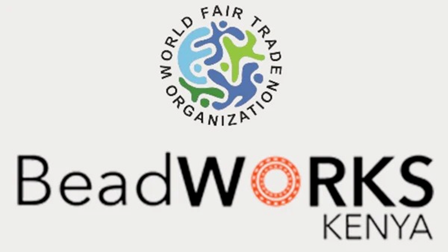 WORLD FAIR TRADE
ORGANIZATION
BeadWORKS
KENYA